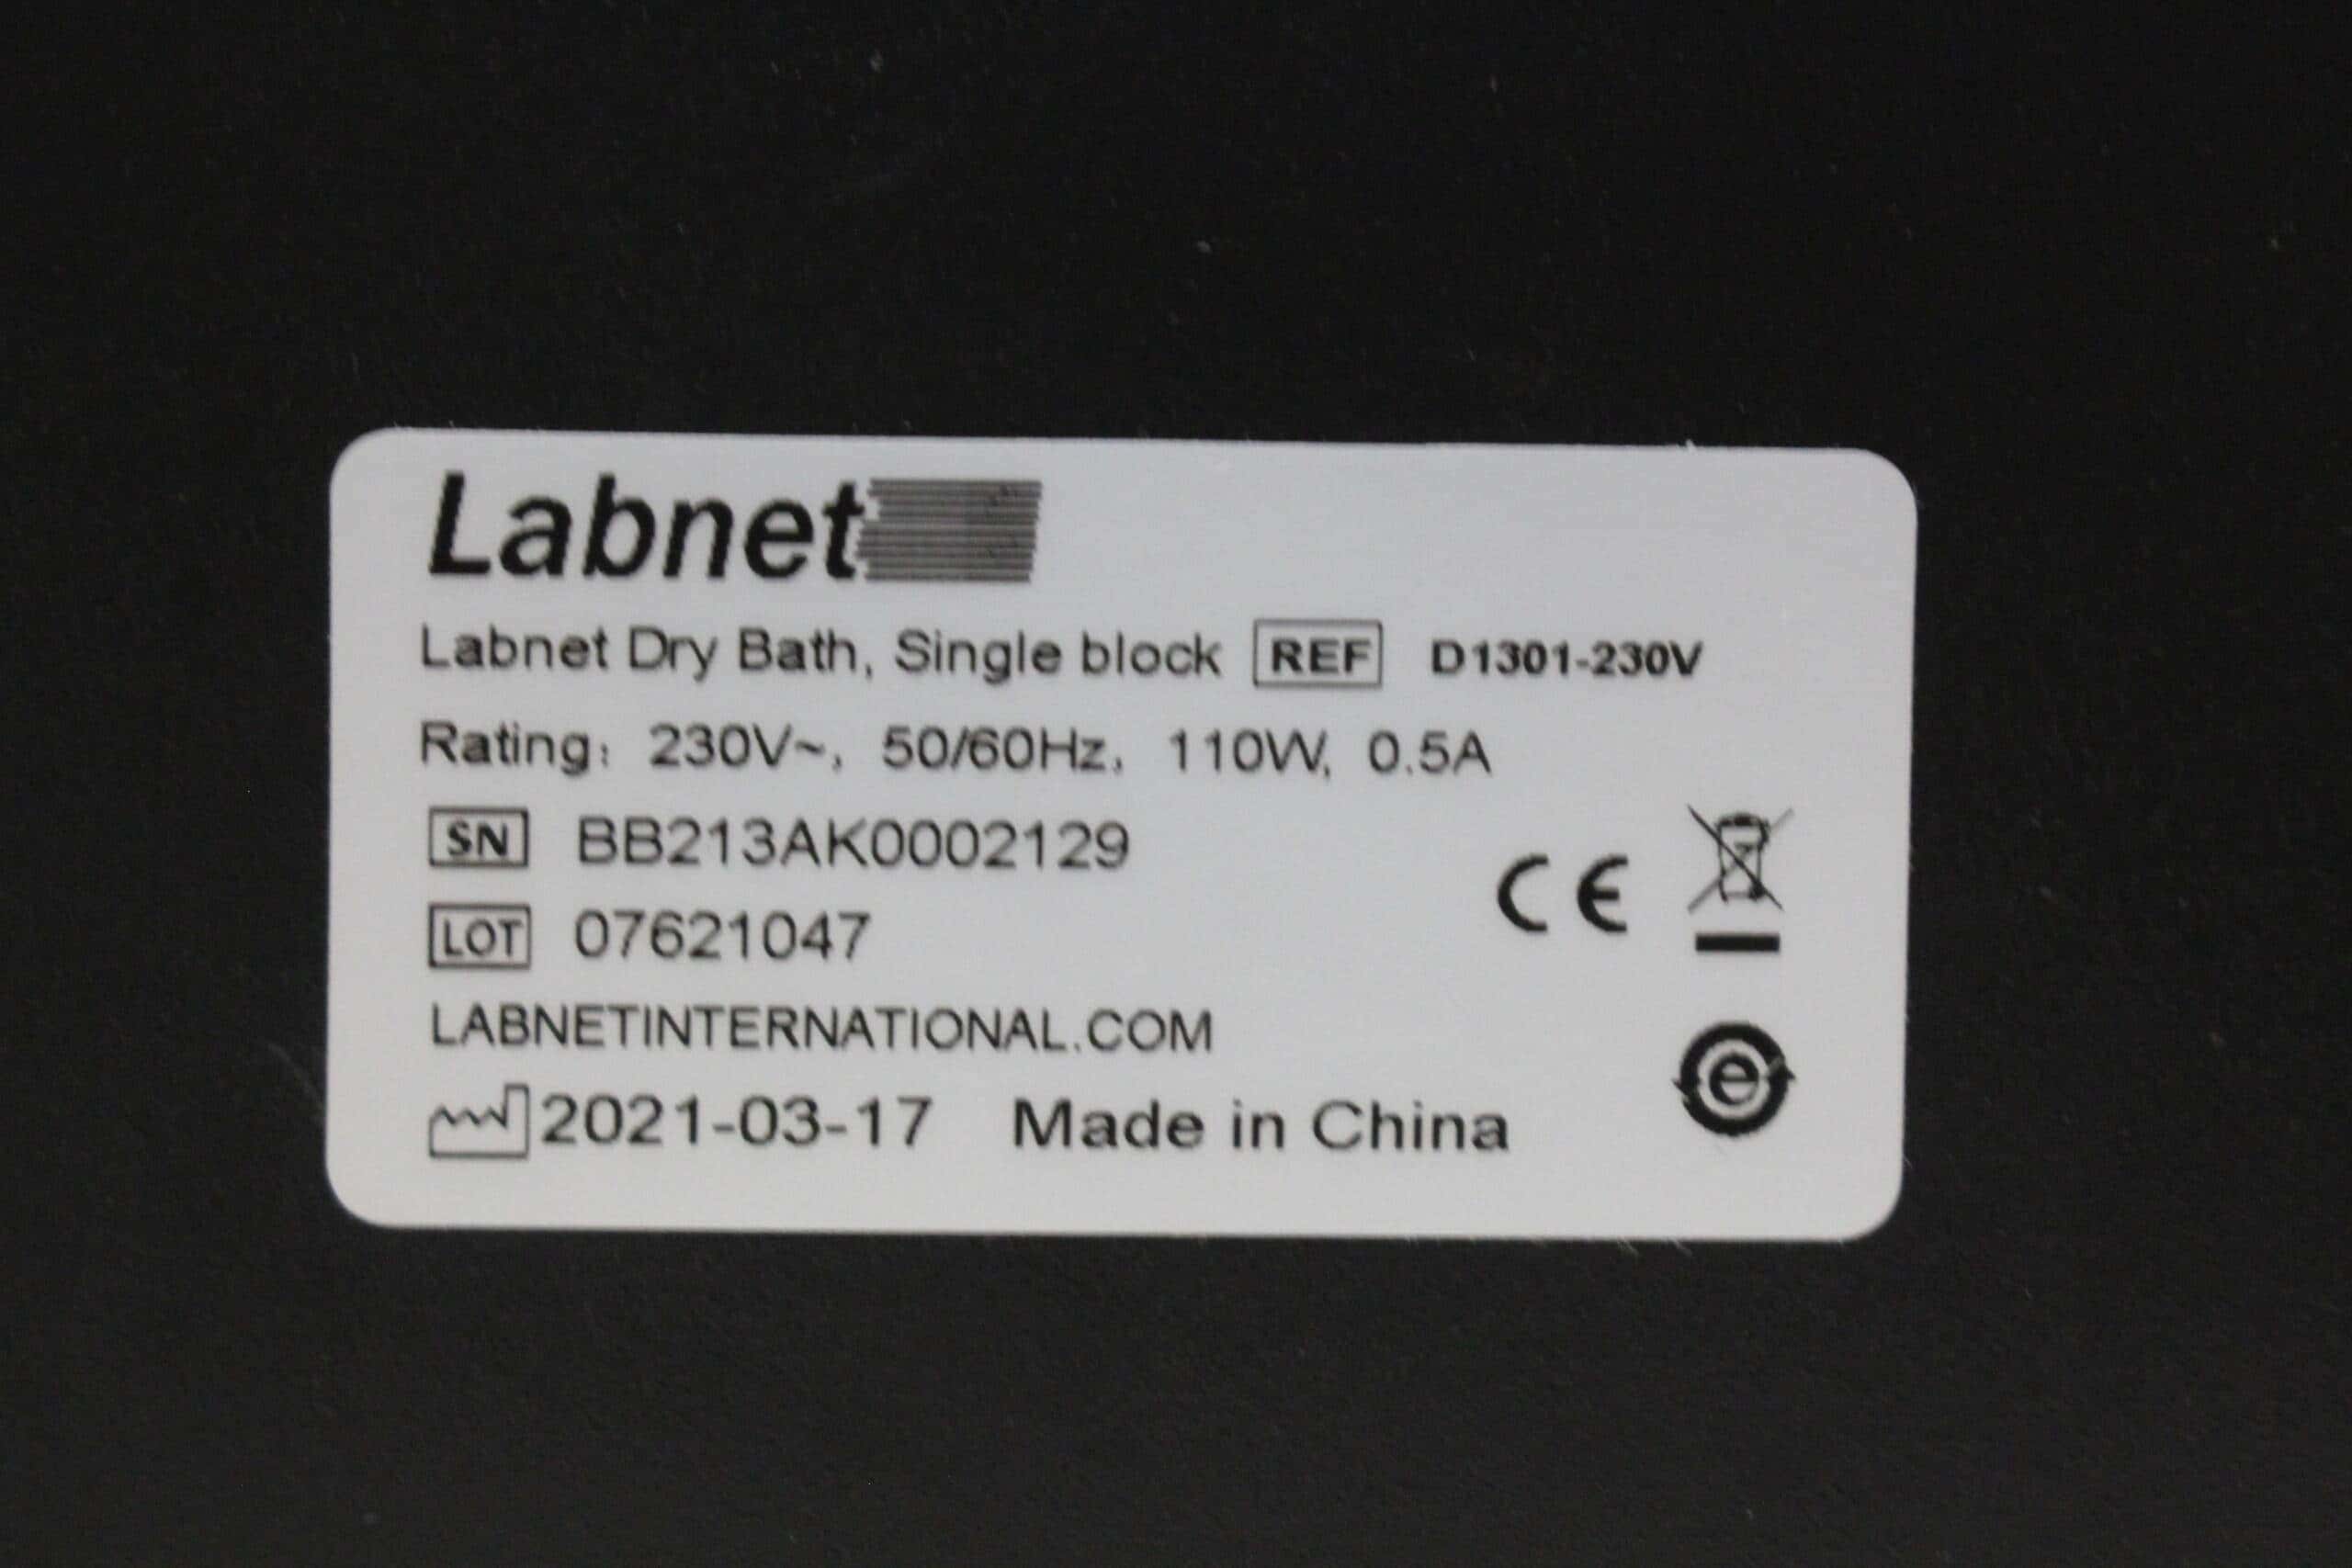 Labnet
Labnet Dry Bath, Single block REF D1301-230V
Rating: 230V~, 50/60Hz, 110W, 0.5A
SN BB213AK0002129
LOT 07621047
CE
LABNETINTERNATIONAL.COM
e
2021-03-17 Made in China